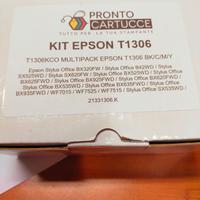 PRONTO
CARTUCCE
TUTTO PER LA TUA STAMPANTE
KIT EPSON T1306
T1306KCO MULTIPACK EPSON T1306 BK/C/M/Y
Epson Stylus Office BX320FW / Stylus Office B42WD / Stylus
SX525WD / Stylus SX620FW / Stylus Office BX525WD / Stylus
Office BX625FWD / Stylus Office BX925FWD / Stylus Office BX620FWD
Stylus Office BX535WD / Stylus Office BX635FWD / Stylus Office
BX935FWD / WF7015 / WF7525 / WF7515 / Stylus SX535WD /
21331306.K